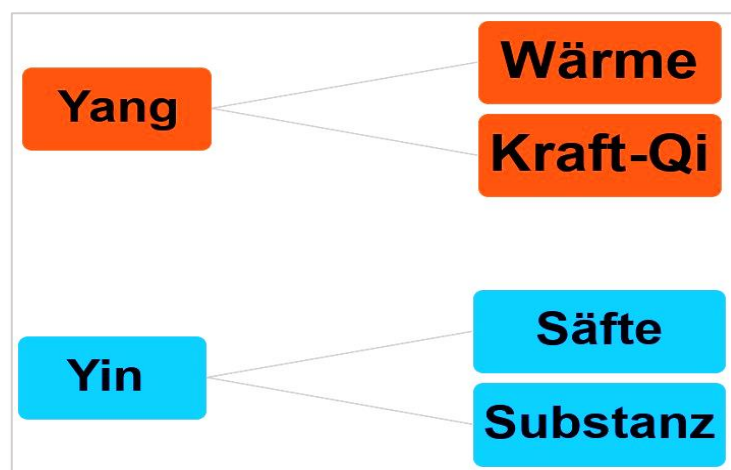 Yang
Wärme
Kraft-Qi
Yin
Säfte
Substanz